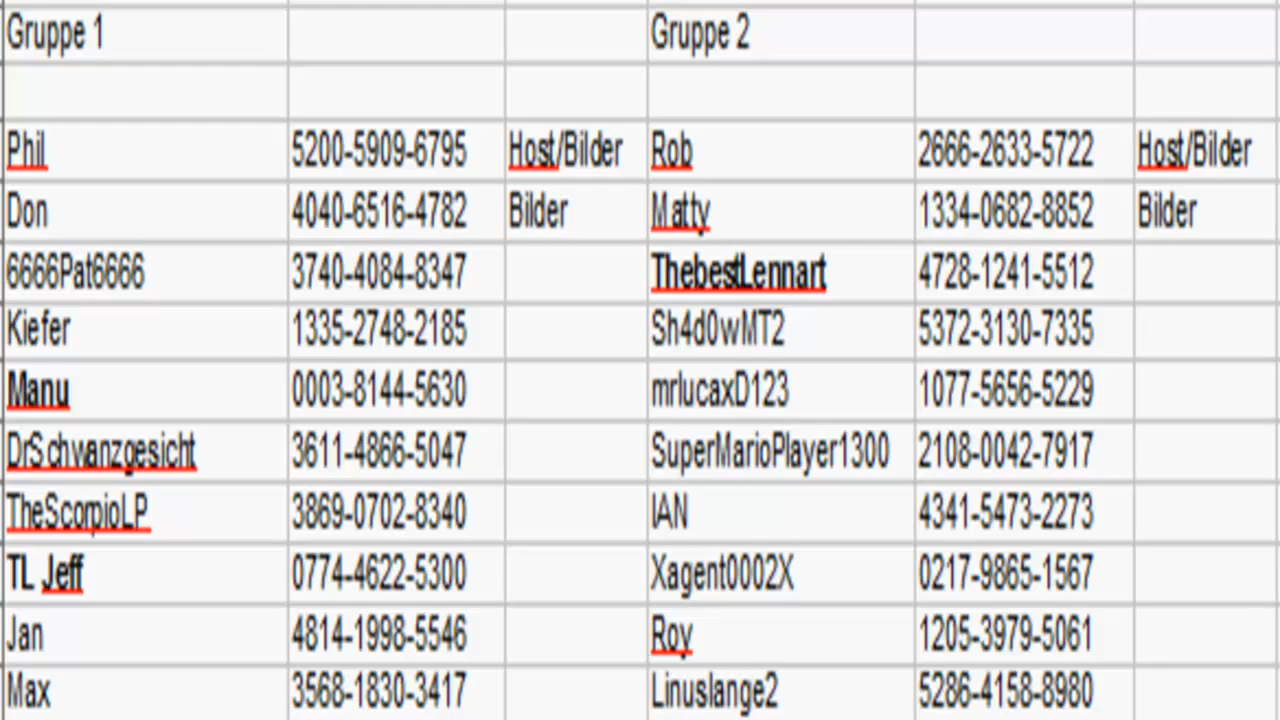 Gruppe 1 Gruppe 2
Phil 5200-5909-6795 Host/Bilder Rob 2666-2633-5722 Host/Bilder
Don 4040-6516-4782 Bilder Matty 1334-0682-8852 Bilder
6666Pat6666 3740-4084-8347 ThebestLennart 4728-1241-5512
Kiefer 1335-2748-2185 Sh4d0wMT2 5372-3130-7335
Manu 0003-8144-5630 mrlucaxD123 1077-5656-5229
DrSchwanzgesicht 3611-4866-5047 SuperMarioPlayer1300 2108-0042-7917
TheScorpioLP 3869-0702-8340 IAN 4341-5473-2273
TL Jeff 0774-4622-5300 Xagent0002X 0217-9865-1567
Jan 4814-1998-5546 Roy 1205-3979-5061
Max 3568-1830-3417 Linuslange2 5286-4158-8980